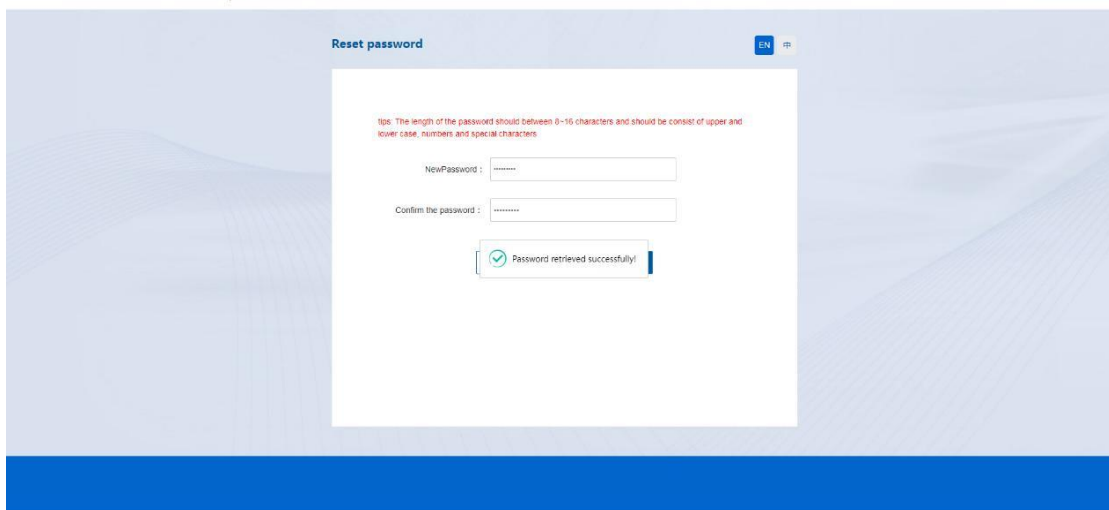 Reset password
EN 中
tips: The length of the password should between 8~16 characters and should be consist of upper and
lower case, numbers and special characters
NewPassword :
Confirm the password :
Password retrieved successfully!